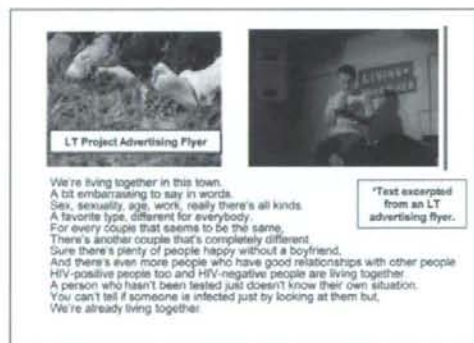 LT Project Advertising Flyer
LIVING
We're living together in this town.
A bit embarrassing to say in words.
Sex, sexuality, age, work, really there's all kinds.
A favorite type, different for everybody.
For every couple that seems to be the same,
There's another couple that's completely different
Sure there's plenty of people happy without a boyfriend,
And there's even more people who have good relationships with other people
HIV-positive people too and HIV-negative people are living together.
A person who hasn't been tested just doesn't know their own situation.
You can't tell if someone is infected just by looking at them but,
We're already living together.
*Text excerpted
from an LT
advertising flyer.